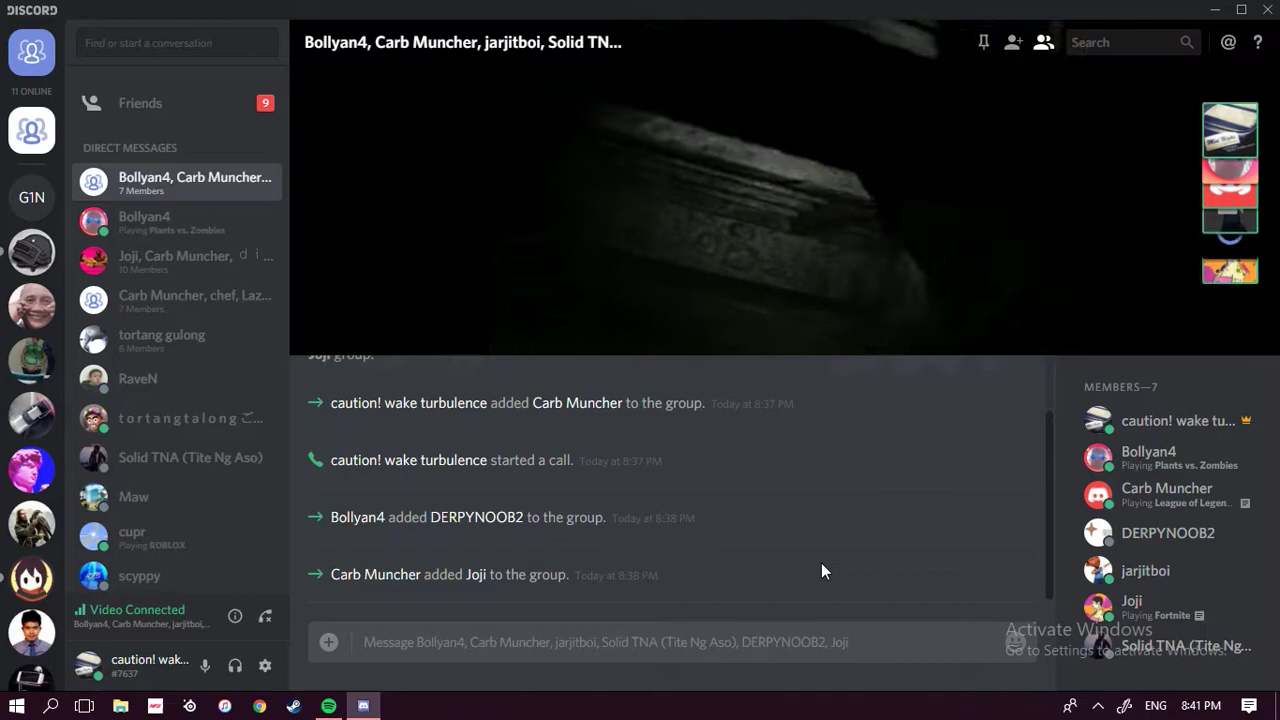 DISCORD
Find or start a conversation
Bollyan4, Carb Muncher, jarjitboi, Solid TN...
Search
11 ONLINE
Friends
9
DIRECT MESSAGES
Bollyan4, Carb Muncher...
7 Members
G1N
Bollyan4
Playing Plants vs. Zombies
Joji, Carb Muncher, d i ...
10 Members
Carb Muncher, chef, Laz...
7 Members
tortang gulong
6 Members
RaveN
t o r t a n g t a l o n g ご...
Solid TNA (Tite Ng Aso)
Maw
cupr
Playing ROBLOX
scyppy
Video Connected
Bollyan4, Carb Muncher, jarjitboi,...
caution! wak...
#7637
Joji group.
caution! wake turbulence added Carb Muncher to the group. Today at 8:37 PM
caution! wake turbulence started a call. Today at 8:37 PM
Bollyan4 added DERPYNOOB2 to the group. Today at 8:38 PM
Carb Muncher added Joji to the group. Today at 8:38 PM
Message Bollyan4, Carb Muncher, jarjitboi, Solid TNA (Tite Ng Aso), DERPYNOOB2, Joji
MEMBERS—7
caution! wake tu...
Bollyan4
Playing Plants vs. Zombies
Carb Muncher
Playing League of Legen...
DERPYNOOB2
jarjitboi
Joji
Playing Fortnite
Solid TNA (Tite Ng...
Activate Windows
Go to Settings to activate Windows.
ENG
8:41 PM